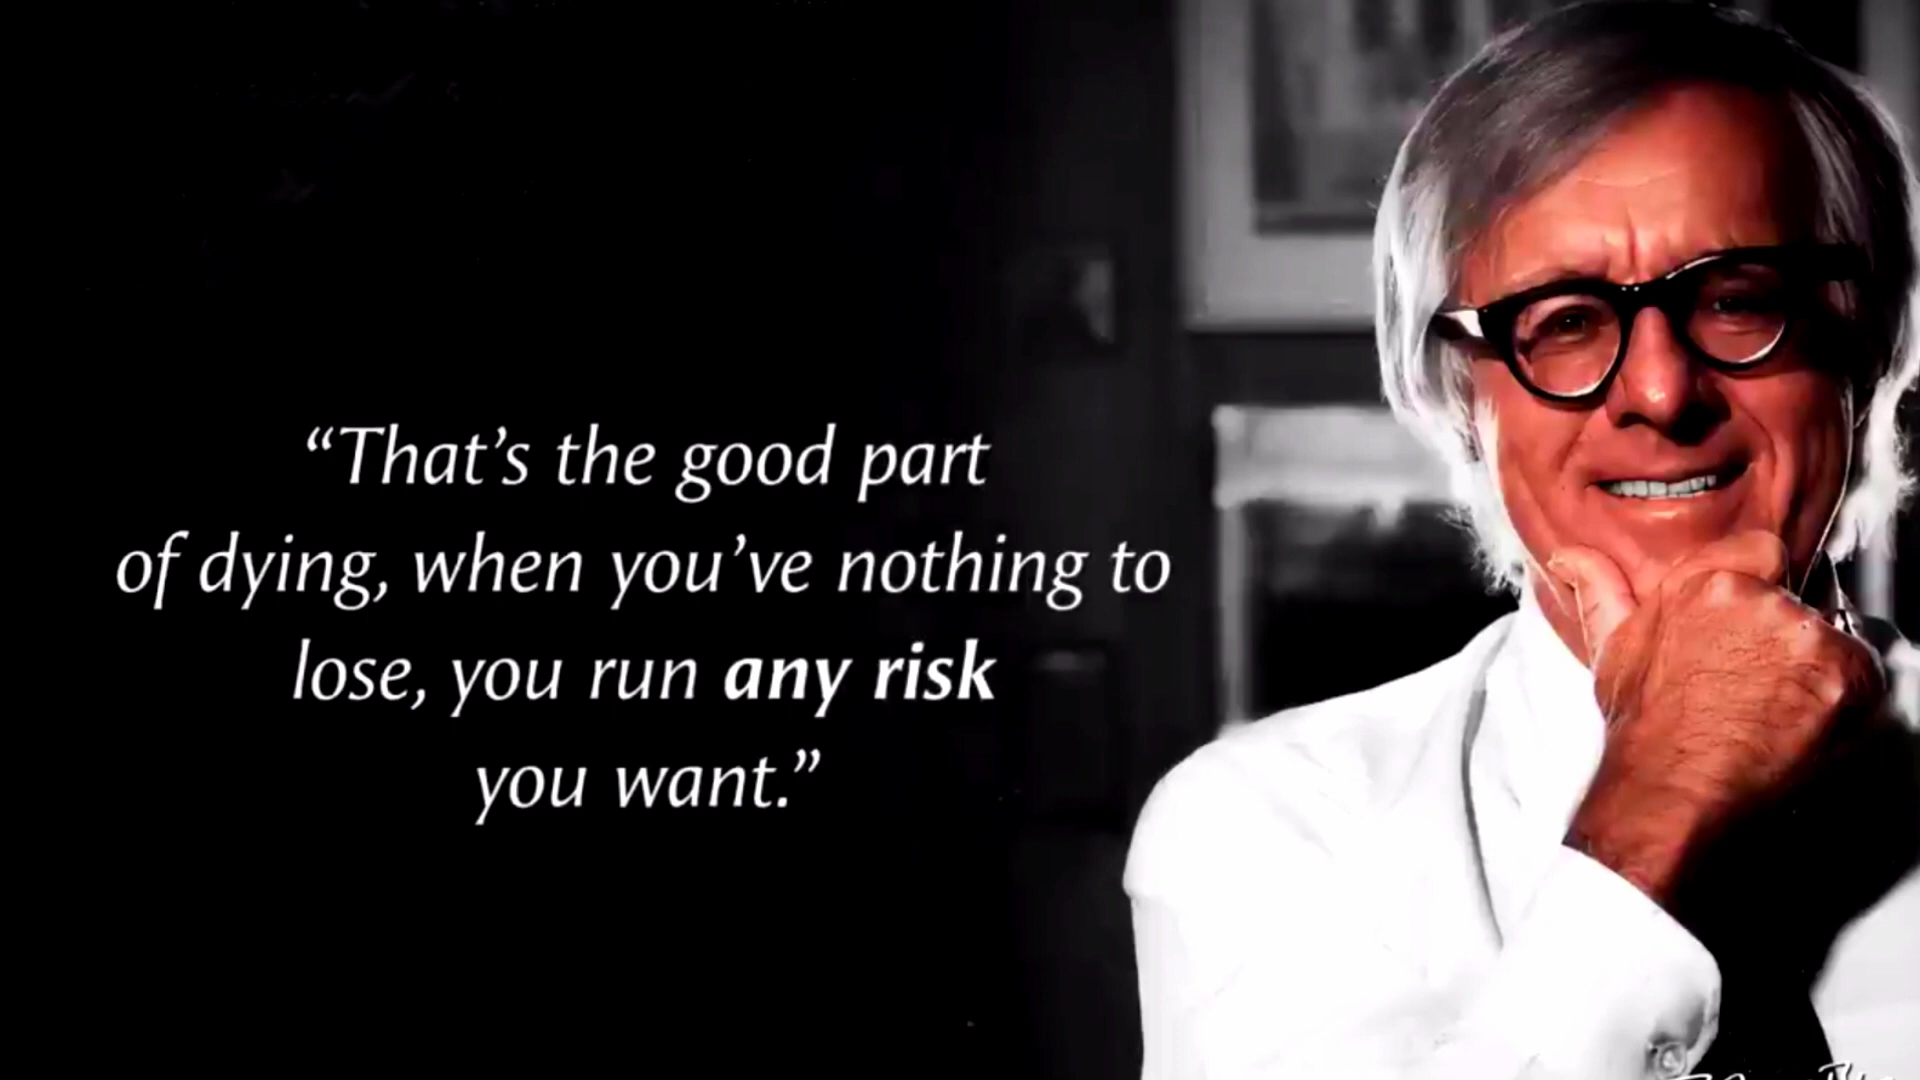 “That’s the good part
of dying, when you’ve nothing to
lose, you run any risk
you want.”